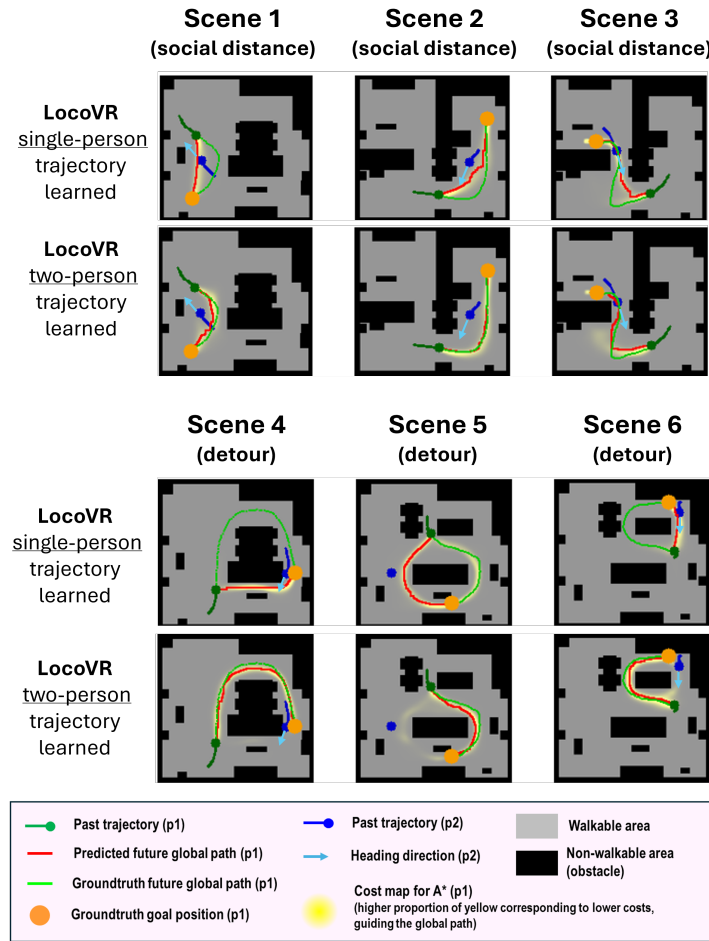 Scene 1
(social distance)
Scene 2
(social distance)
Scene 3
(social distance)
LocoVR
single-person
trajectory
learned
LocoVR
two-person
trajectory
learned
Scene 4
(detour)
Scene 5
(detour)
Scene 6
(detour)
LocoVR
single-person
trajectory
learned
LocoVR
two-person
trajectory
learned
Past trajectory (p1)
Predicted future global path (p1)
Groundtruth future global path (p1)
Groundtruth goal position (p1)
Past trajectory (p2)
Heading direction (p2)
Cost map for A* (p1)
(higher proportion of yellow corresponding to lower costs,
guiding the global path)
Walkable area
Non-walkable area
(obstacle)